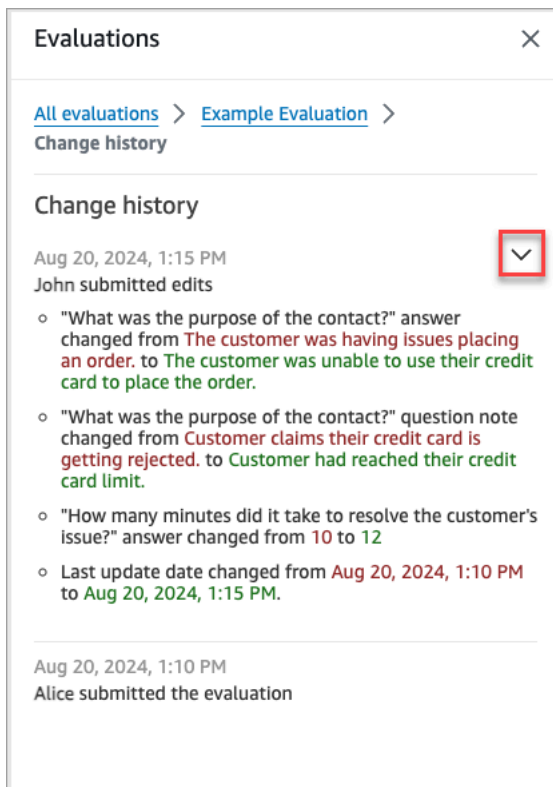 Evaluations
All evaluations > Example Evaluation >
Change history
Change history
Aug 20, 2024, 1:15 PM
John submitted edits
"What was the purpose of the contact?" answer
changed from The customer was having issues placing
an order. to The customer was unable to use their credit
card to place the order.
"What was the purpose of the contact?" question note
changed from Customer claims their credit card is
getting rejected. to Customer had reached their credit
card limit.
"How many minutes did it take to resolve the customer's
issue?" answer changed from 10 to 12
Last update date changed from Aug 20, 2024, 1:10 PM
to Aug 20, 2024, 1:15 PM.
Aug 20, 2024, 1:10 PM
Alice submitted the evaluation